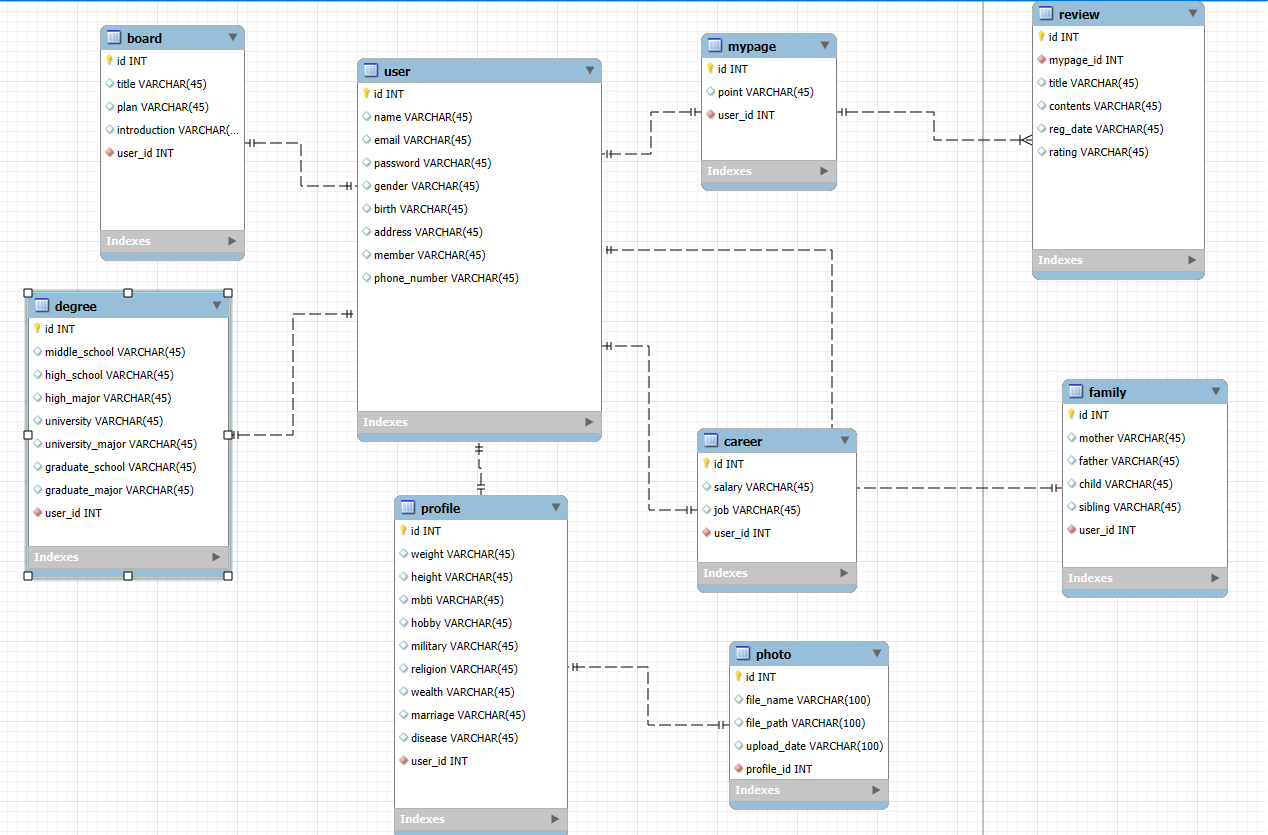 board
id INT
title VARCHAR(45)
plan VARCHAR(45)
introduction VARCHAR(...
user_id INT
Indexes
user
id INT
name VARCHAR(45)
email VARCHAR(45)
password VARCHAR(45)
gender VARCHAR(45)
birth VARCHAR(45)
address VARCHAR(45)
member VARCHAR(45)
phone_number VARCHAR(45)
Indexes
mypage
id INT
point VARCHAR(45)
user_id INT
Indexes
review
id INT
mypage_id INT
title VARCHAR(45)
contents VARCHAR(45)
reg_date VARCHAR(45)
rating VARCHAR(45)
Indexes
degree
id INT
middle_school VARCHAR(45)
high_school VARCHAR(45)
high_major VARCHAR(45)
university VARCHAR(45)
university_major VARCHAR(45)
graduate_school VARCHAR(45)
graduate_major VARCHAR(45)
user_id INT
Indexes
profile
id INT
weight VARCHAR(45)
height VARCHAR(45)
mbti VARCHAR(45)
hobby VARCHAR(45)
military VARCHAR(45)
religion VARCHAR(45)
wealth VARCHAR(45)
marriage VARCHAR(45)
disease VARCHAR(45)
user_id INT
Indexes
career
id INT
salary VARCHAR(45)
job VARCHAR(45)
user_id INT
Indexes
family
id INT
mother VARCHAR(45)
father VARCHAR(45)
child VARCHAR(45)
sibling VARCHAR(45)
user_id INT
Indexes
photo
id INT
file_name VARCHAR(100)
file_path VARCHAR(100)
upload_date VARCHAR(100)
profile_id INT
Indexes